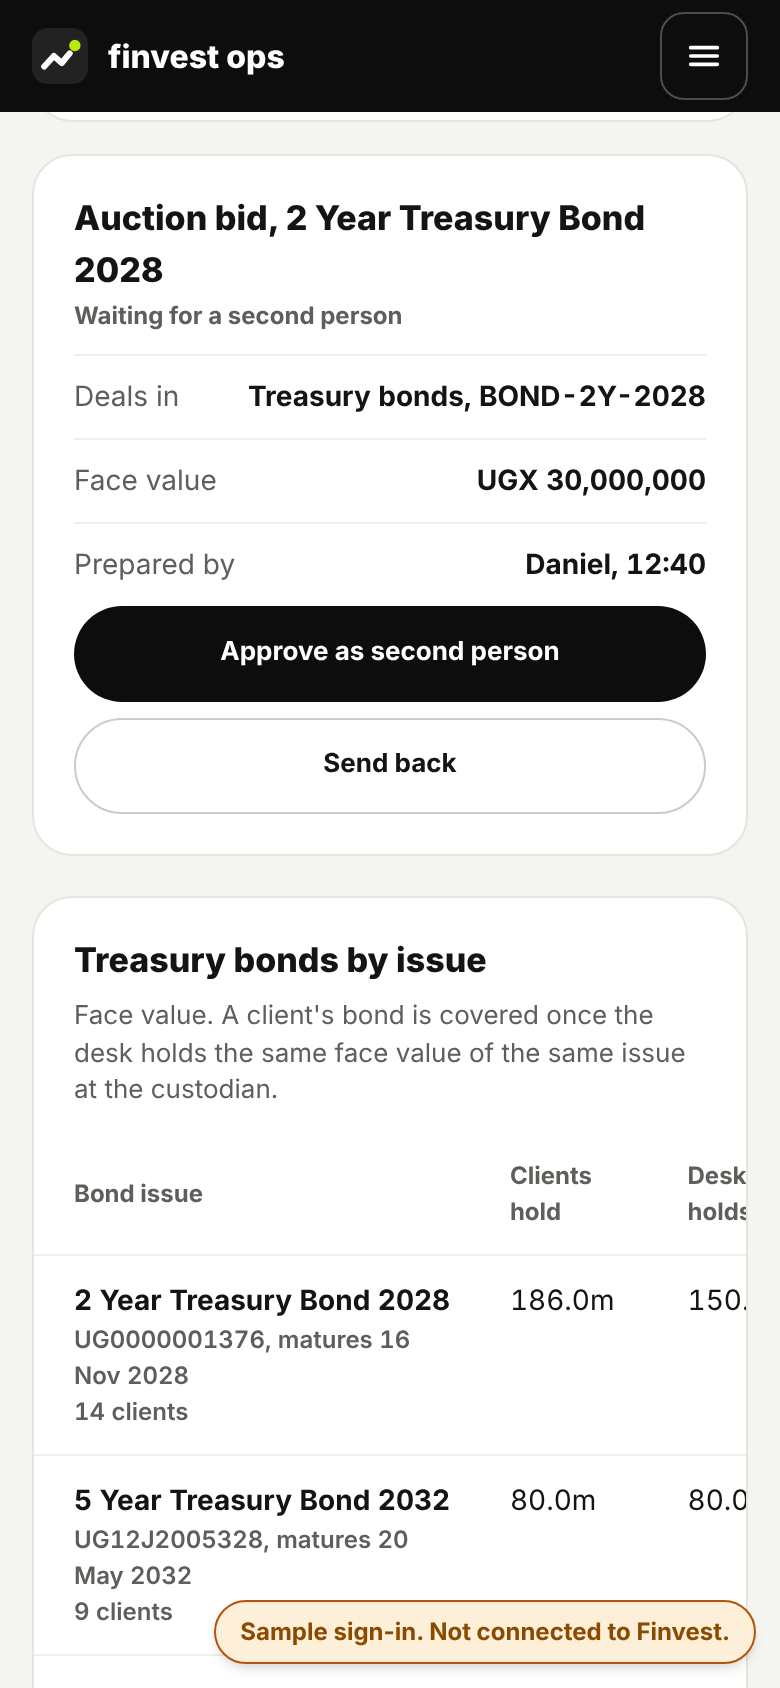 finvest ops
Auction bid, 2 Year Treasury Bond
2028
Waiting for a second person
Deals in Treasury bonds, BOND-2Y-2028
Face value UGX 30,000,000
Prepared by Daniel, 12:40
Approve as second person
Send back
Treasury bonds by issue
Face value. A client's bond is covered once the
desk holds the same face value of the same issue
at the custodian.
Bond issue
Clients
hold
Desk
holds
2 Year Treasury Bond 2028 186.0m 150.
UG0000001376, matures 16
Nov 2028
14 clients
5 Year Treasury Bond 2032 80.0m 80.0
UG12J2005328, matures 20
May 2032
9 clients
Sample sign-in. Not connected to Finvest.